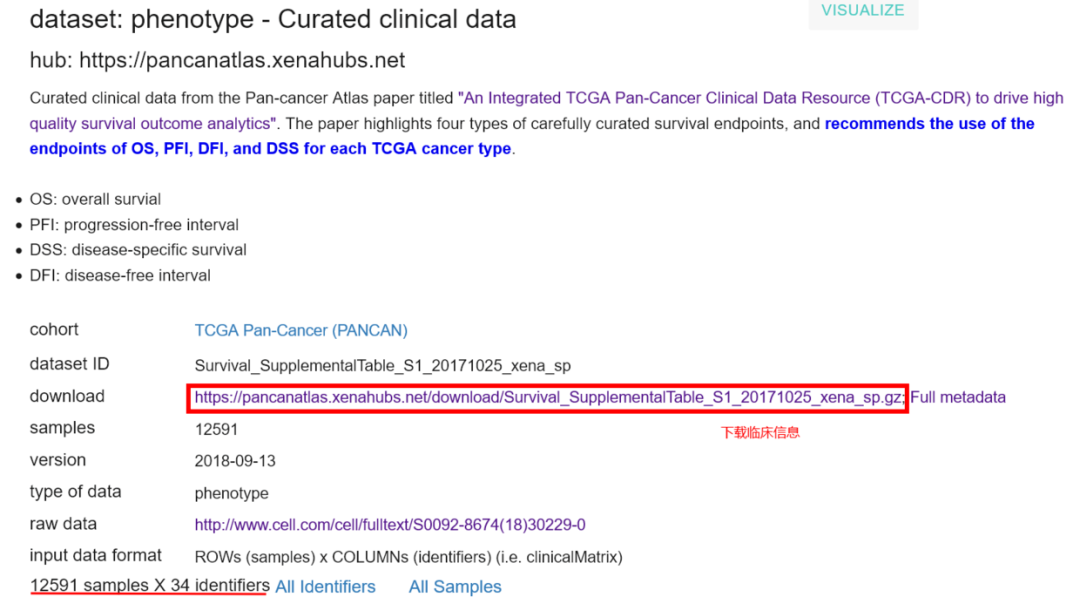 dataset: phenotype - Curated clinical data
VISUALIZE
hub: https://pancanatlas.xenahubs.net
Curated clinical data from the Pan-cancer Atlas paper titled "An Integrated TCGA Pan-Cancer Clinical Data Resource (TCGA-CDR) to drive high
quality survival outcome analytics". The paper highlights four types of carefully curated survival endpoints, and recommends the use of the
endpoints of OS, PFI, DFI, and DSS for each TCGA cancer type.
• OS: overall survial
• PFI: progression-free interval
• DSS: disease-specific survival
• DFI: disease-free interval
cohort TCGA Pan-Cancer (PANCAN)
dataset ID Survival_SupplementalTable_S1_20171025_xena_sp
download https://pancanatlas.xenahubs.net/download/Survival_SupplementalTable_S1_20171025_xena_sp.gz; Full metadata
samples 12591
下载临床信息
version 2018-09-13
type of data phenotype
raw data http://www.cell.com/cell/fulltext/S0092-8674(18)30229-0
input data format ROWs (samples) x COLUMNs (identifiers) (i.e. clinicalMatrix)
12591 samples X 34 identifiers All Identifiers All Samples